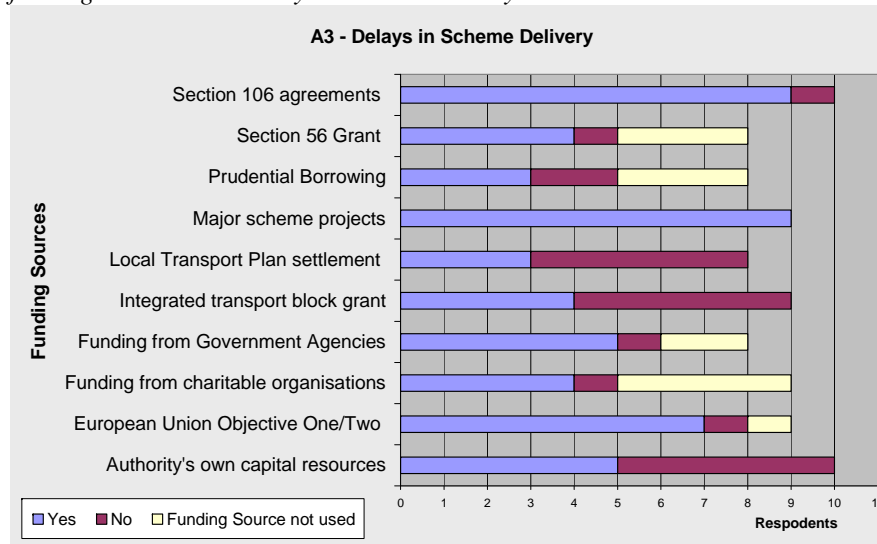 A3 - Delays in Scheme Delivery
Funding Sources
Section 106 agreements
Section 56 Grant
Prudential Borrowing
Major scheme projects
Local Transport Plan settlement
Integrated transport block grant
Funding from Government Agencies
Funding from charitable organisations
European Union Objective One/Two
Authority's own capital resources
0 1 2 3 4 5 6 7 8 9 10 1
Respodents
Yes No Funding Source not used